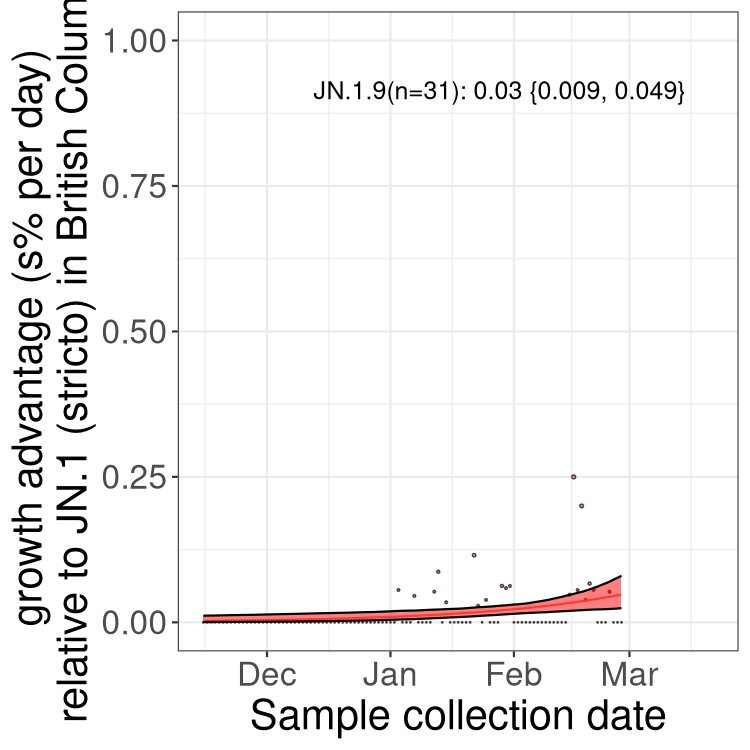 growth advantage (s% per day)
relative to JN.1 (stricto) in British Colum
1.00
0.75
0.50
0.25
0.00
JN.1.9(n=31): 0.03 {0.009, 0.049}
Dec Jan Feb Mar
Sample collection date